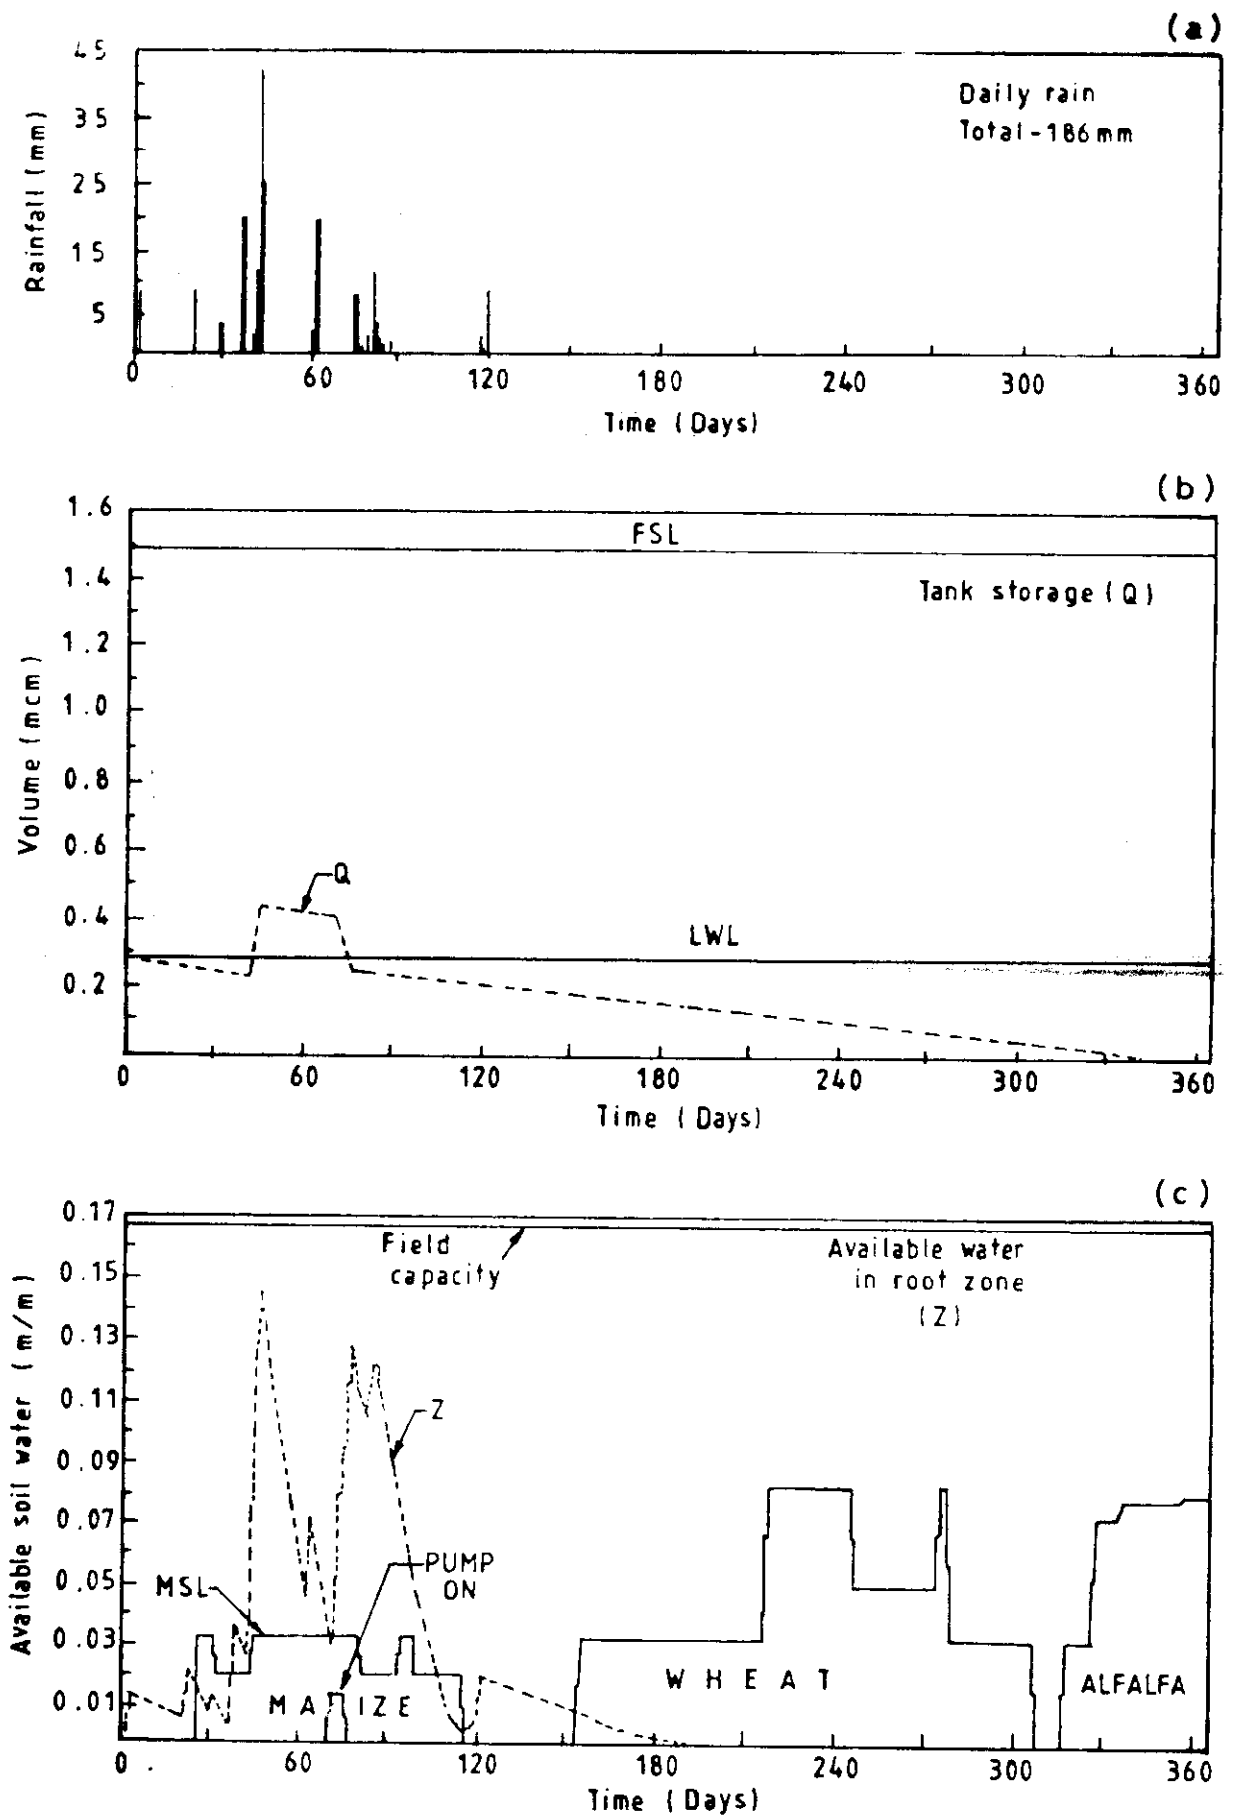 (a)
45
35
25
15
5
Rainfall (mm)
Daily rain
Total-186mm
0 60 120 180 240 300 360
Time (Days)
(b)
1.6
1.4
1.2
1.0
0.8
0.6
0.4
0.2
Volume (mcm)
FSL
Tank storage (Q)
Q
LWL
0 60 120 180 240 300 360
Time (Days)
(c)
0.17
0.15
0.13
0.11
0.09
0.07
0.05
0.03
0.01
Available soil water (m/m)
Field
capacity
Available water
in root zone
(Z)
Z
PUMP
ON
MSL
MAIZE
WHEAT
ALFALFA
0 60 120 180 240 300 360
Time (Days)